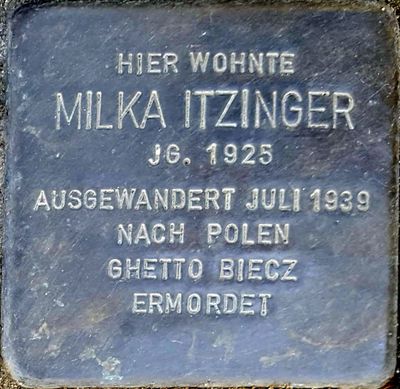 HIER WOHNTE
MILKA ITZINGER
JG. 1925
AUSGEWANDERT JULI 1939
NACH POLEN
GHETTO BIECZ
ERMORDET